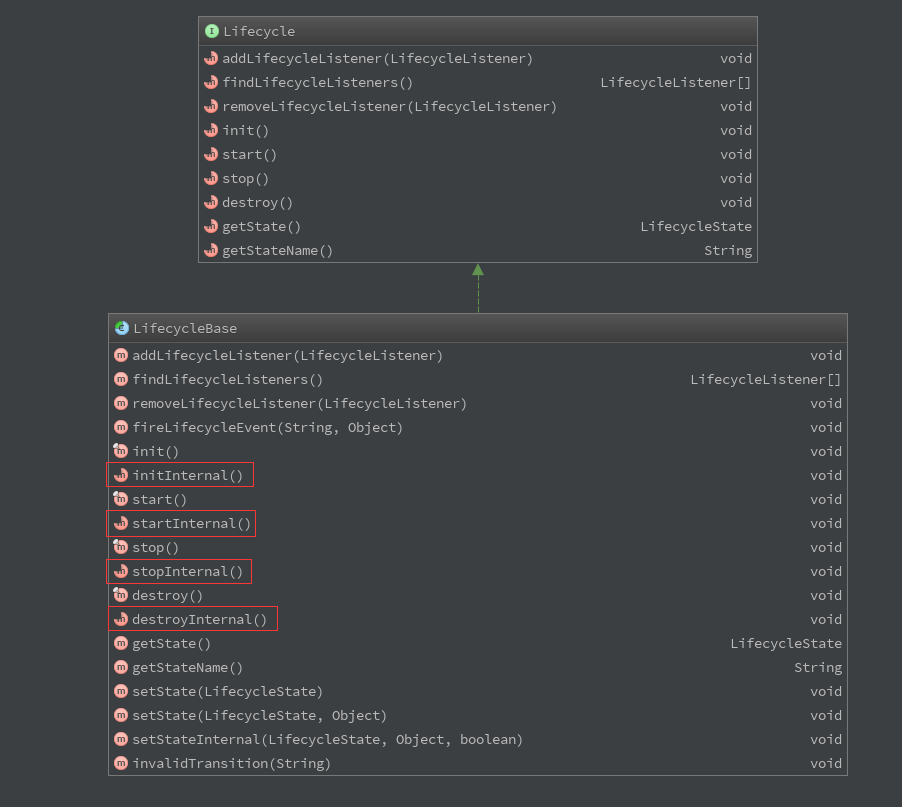 Lifecycle
addLifecycleListener(LifecycleListener) void
findLifecycleListeners() LifecycleListener[]
removeLifecycleListener(LifecycleListener) void
init() void
start() void
stop() void
destroy() void
getState() LifecycleState
getStateName() String
LifecycleBase
addLifecycleListener(LifecycleListener) void
findLifecycleListeners() LifecycleListener[]
removeLifecycleListener(LifecycleListener) void
fireLifecycleEvent(String, Object) void
init() void
initInternal() void
start() void
startInternal() void
stop() void
stopInternal() void
destroy() void
destroyInternal() void
getState() LifecycleState
getStateName() String
setState(LifecycleState) void
setState(LifecycleState, Object) void
setStateInternal(LifecycleState, Object, boolean) void
invalidTransition(String) void